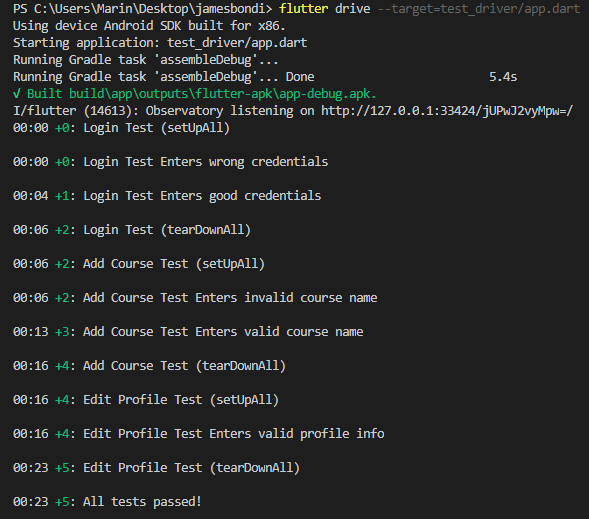 PS C:\Users\Marin\Desktop\jamesbondi> flutter drive --target=test_driver/app.dart
Using device Android SDK built for x86.
Starting application: test_driver/app.dart
Running Gradle task 'assembleDebug'...
Running Gradle task 'assembleDebug'... Done 5.4s
√ Built build\app\outputs\flutter-apk\app-debug.apk.
I/flutter (14613): Observatory listening on http://127.0.0.1:33424/jUPwJ2vyMpw=/
00:00 +0: Login Test (setUpAll)
00:00 +0: Login Test Enters wrong credentials
00:04 +1: Login Test Enters good credentials
00:06 +2: Login Test (tearDownAll)
00:06 +2: Add Course Test (setUpAll)
00:06 +2: Add Course Test Enters invalid course name
00:13 +3: Add Course Test Enters valid course name
00:16 +4: Add Course Test (tearDownAll)
00:16 +4: Edit Profile Test (setUpAll)
00:16 +4: Edit Profile Test Enters valid profile info
00:23 +5: Edit Profile Test (tearDownAll)
00:23 +5: All tests passed!